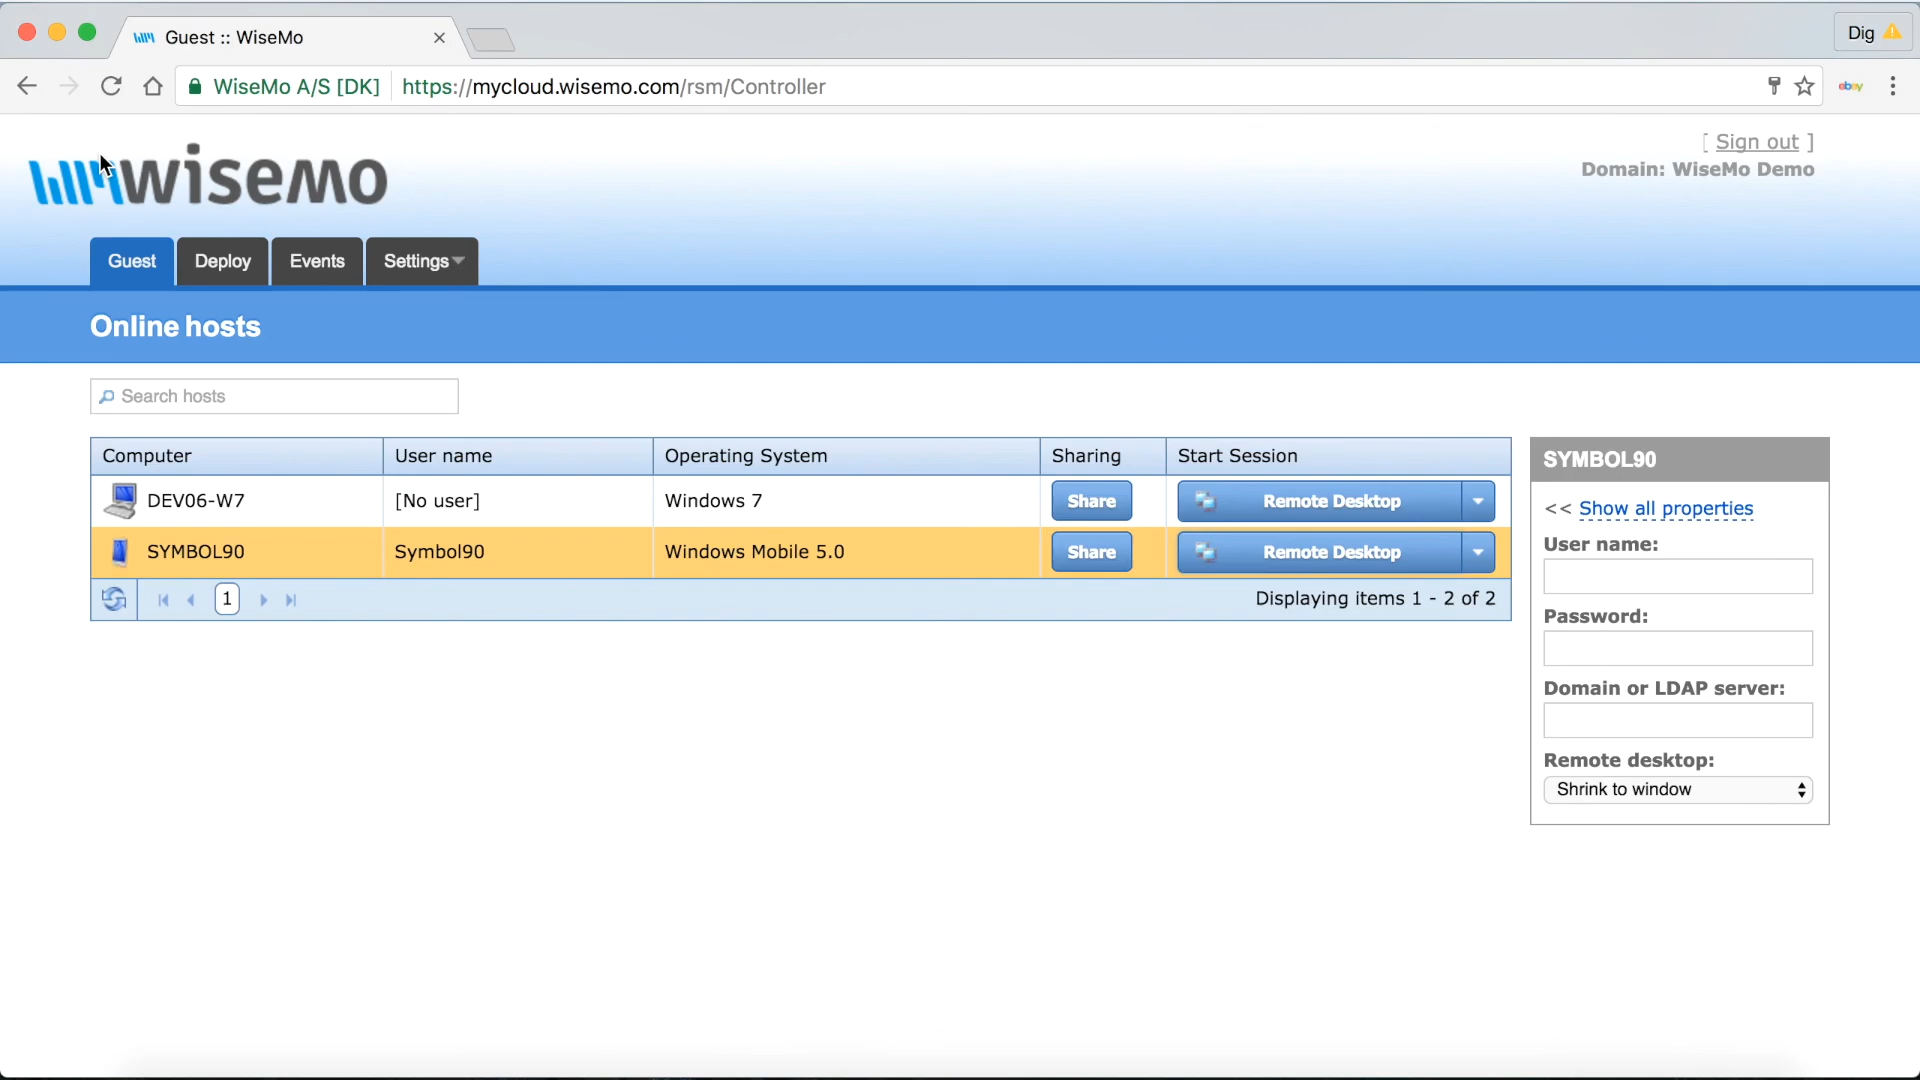 Guest :: WiseMo
Dig
WiseMo A/S [DK] https://mycloud.wisemo.com/rsm/Controller
ebay
wisemo
[ Sign out ]
Domain: WiseMo Demo
Guest Deploy Events Settings
Online hosts
Search hosts
Computer User name Operating System Sharing Start Session
DEV06-W7 [No user] Windows 7 Share Remote Desktop
SYMBOL90 Symbol90 Windows Mobile 5.0 Share Remote Desktop
1 Displaying items 1 - 2 of 2
SYMBOL90
<< Show all properties
User name:
Password:
Domain or LDAP server:
Remote desktop:
Shrink to window